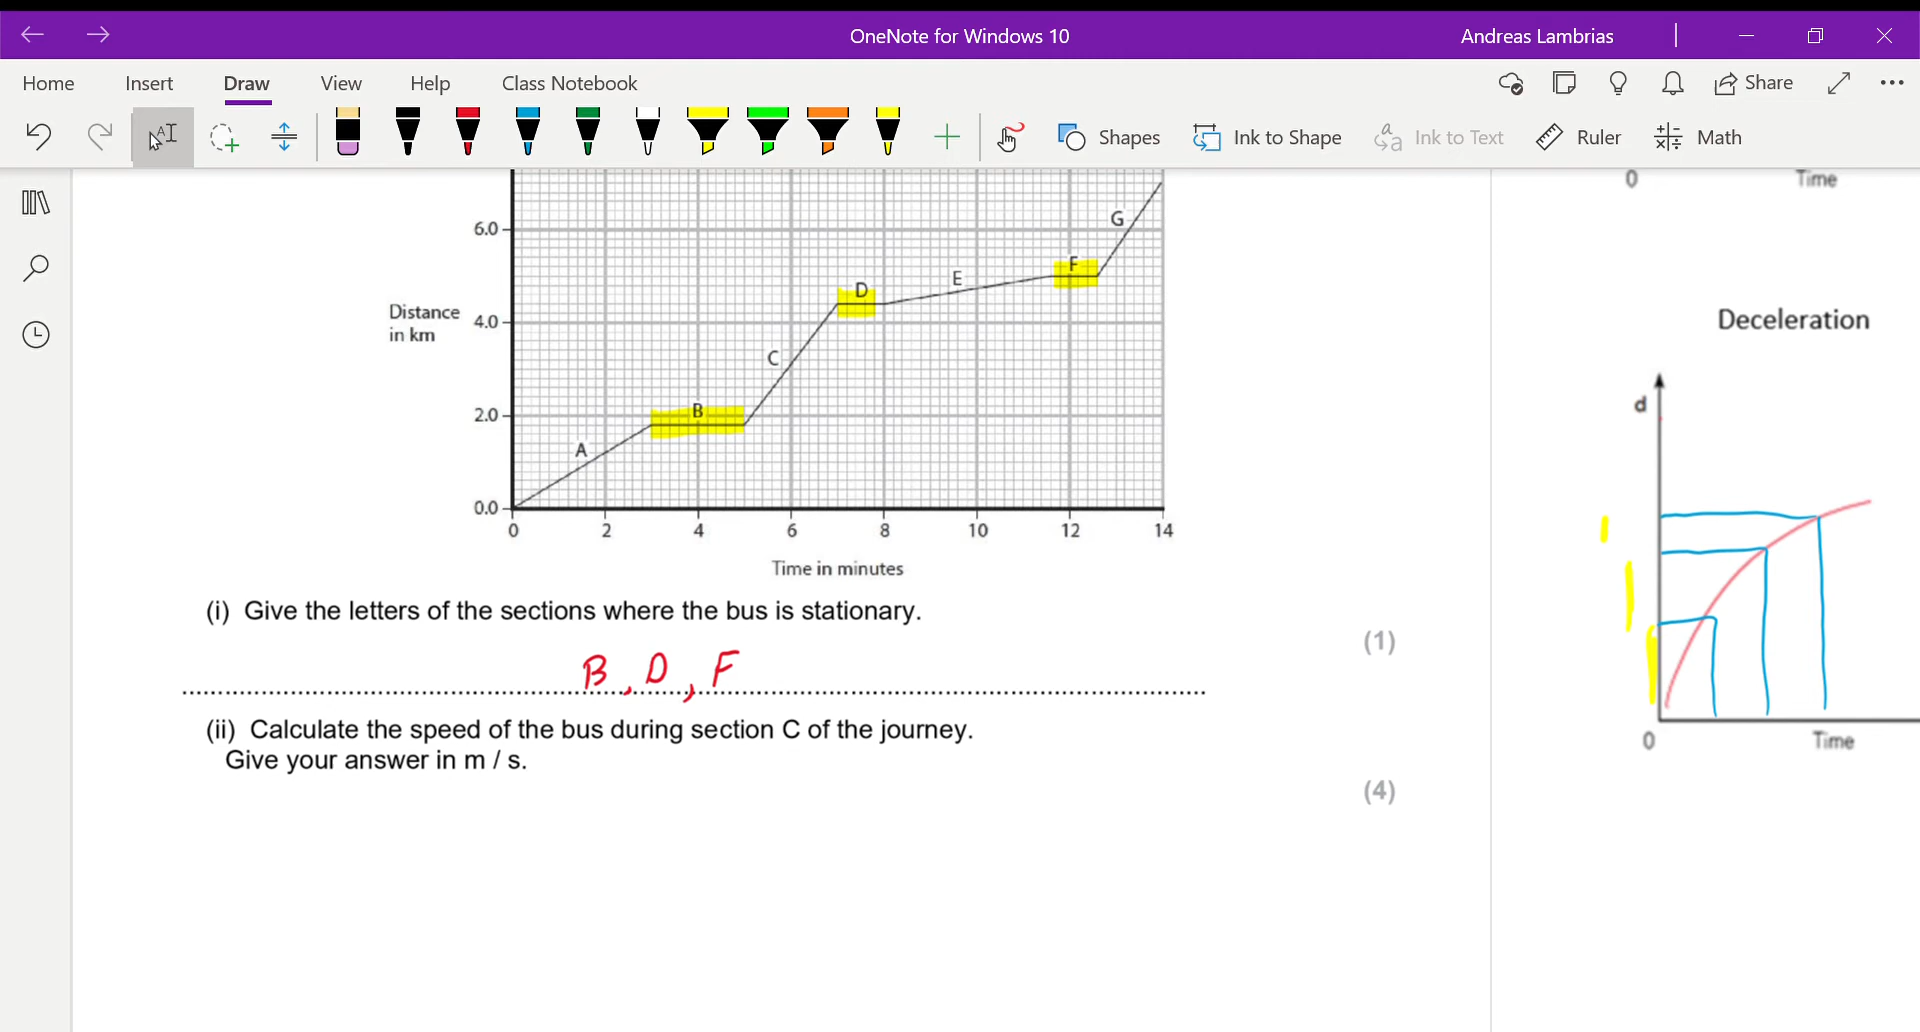 OneNote for Windows 10
Andreas Lambrias
Home Insert Draw View Help Class Notebook
Share
Shapes Ink to Shape Ink to Text Ruler Math
6.0
4.0
2.0
0.0
Distance
in km
A B C D E F G
0 2 4 6 8 10 12 14
Time in minutes
(i) Give the letters of the sections where the bus is stationary.
(1)
B, D, F
(ii) Calculate the speed of the bus during section C of the journey.
Give your answer in m / s.
(4)
0 Time
Deceleration
d
0 Time